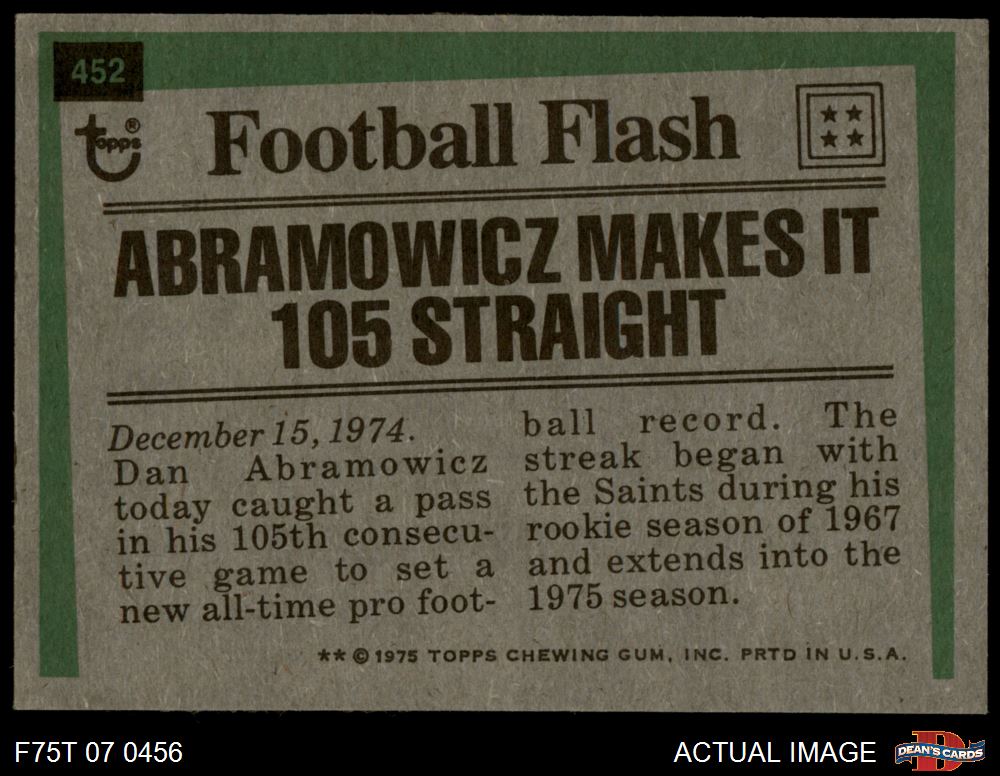 452
topps®
Football Flash
ABRAMOWICZ MAKES IT
105 STRAIGHT
December 15, 1974.
Dan Abramowicz
today caught a pass
in his 105th consecu-
tive game to set a
new all-time pro foot-
ball record. The
streak began with
the Saints during his
rookie season of 1967
and extends into the
1975 season.
** © 1975 TOPPS CHEWING GUM, INC. PRTD IN U.S.A.
F75T 07 0456
ACTUAL IMAGE
D
DEAN'S CARDS